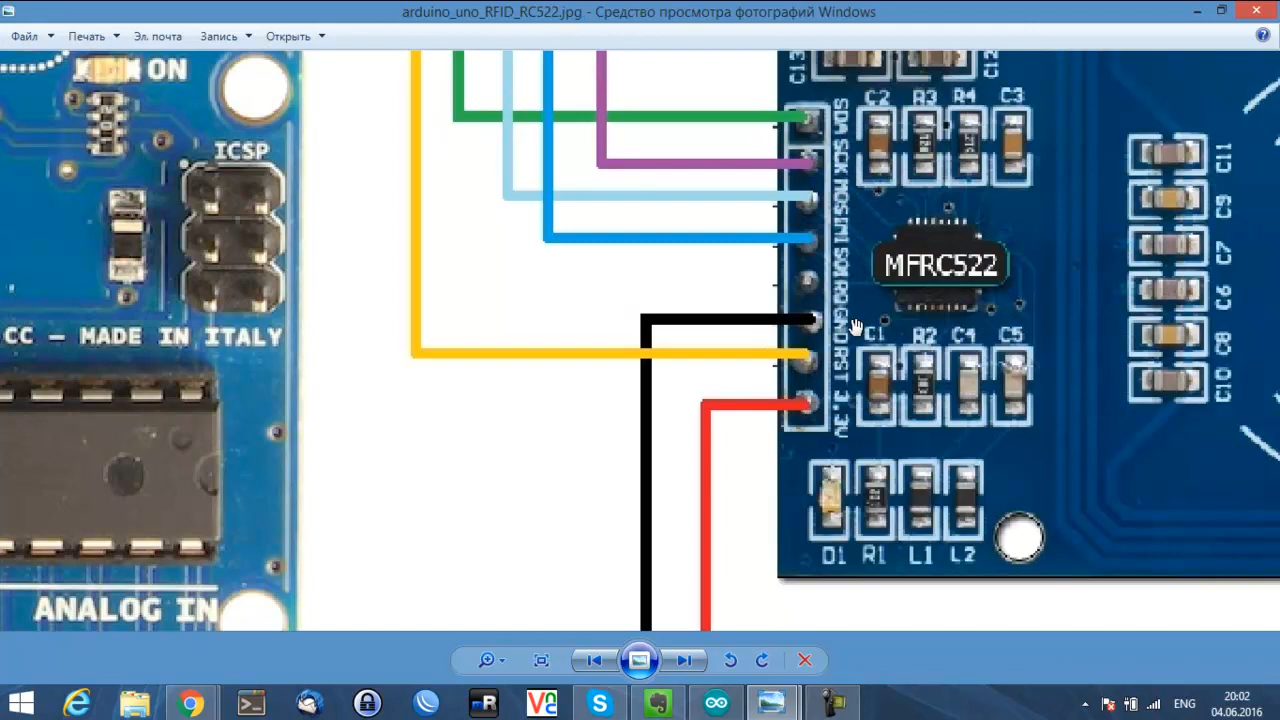 arduino_uno_RFID_RC522.jpg - Средство просмотра фотографий Windows
Файл Печать Эл. почта Запись Открыть
ON
ICSP
CC - MADE IN ITALY
ANALOG IN
C13
C12
C2 R3 R4 C3
SDA SCK MOSI MISO IRQ GND RST 3.3V
MFRC522
C1 R2 C4 C5
C11
C9
C7
C6
C8
C10
D1 R1 L1 L2
ENG
20:02
04.06.2016